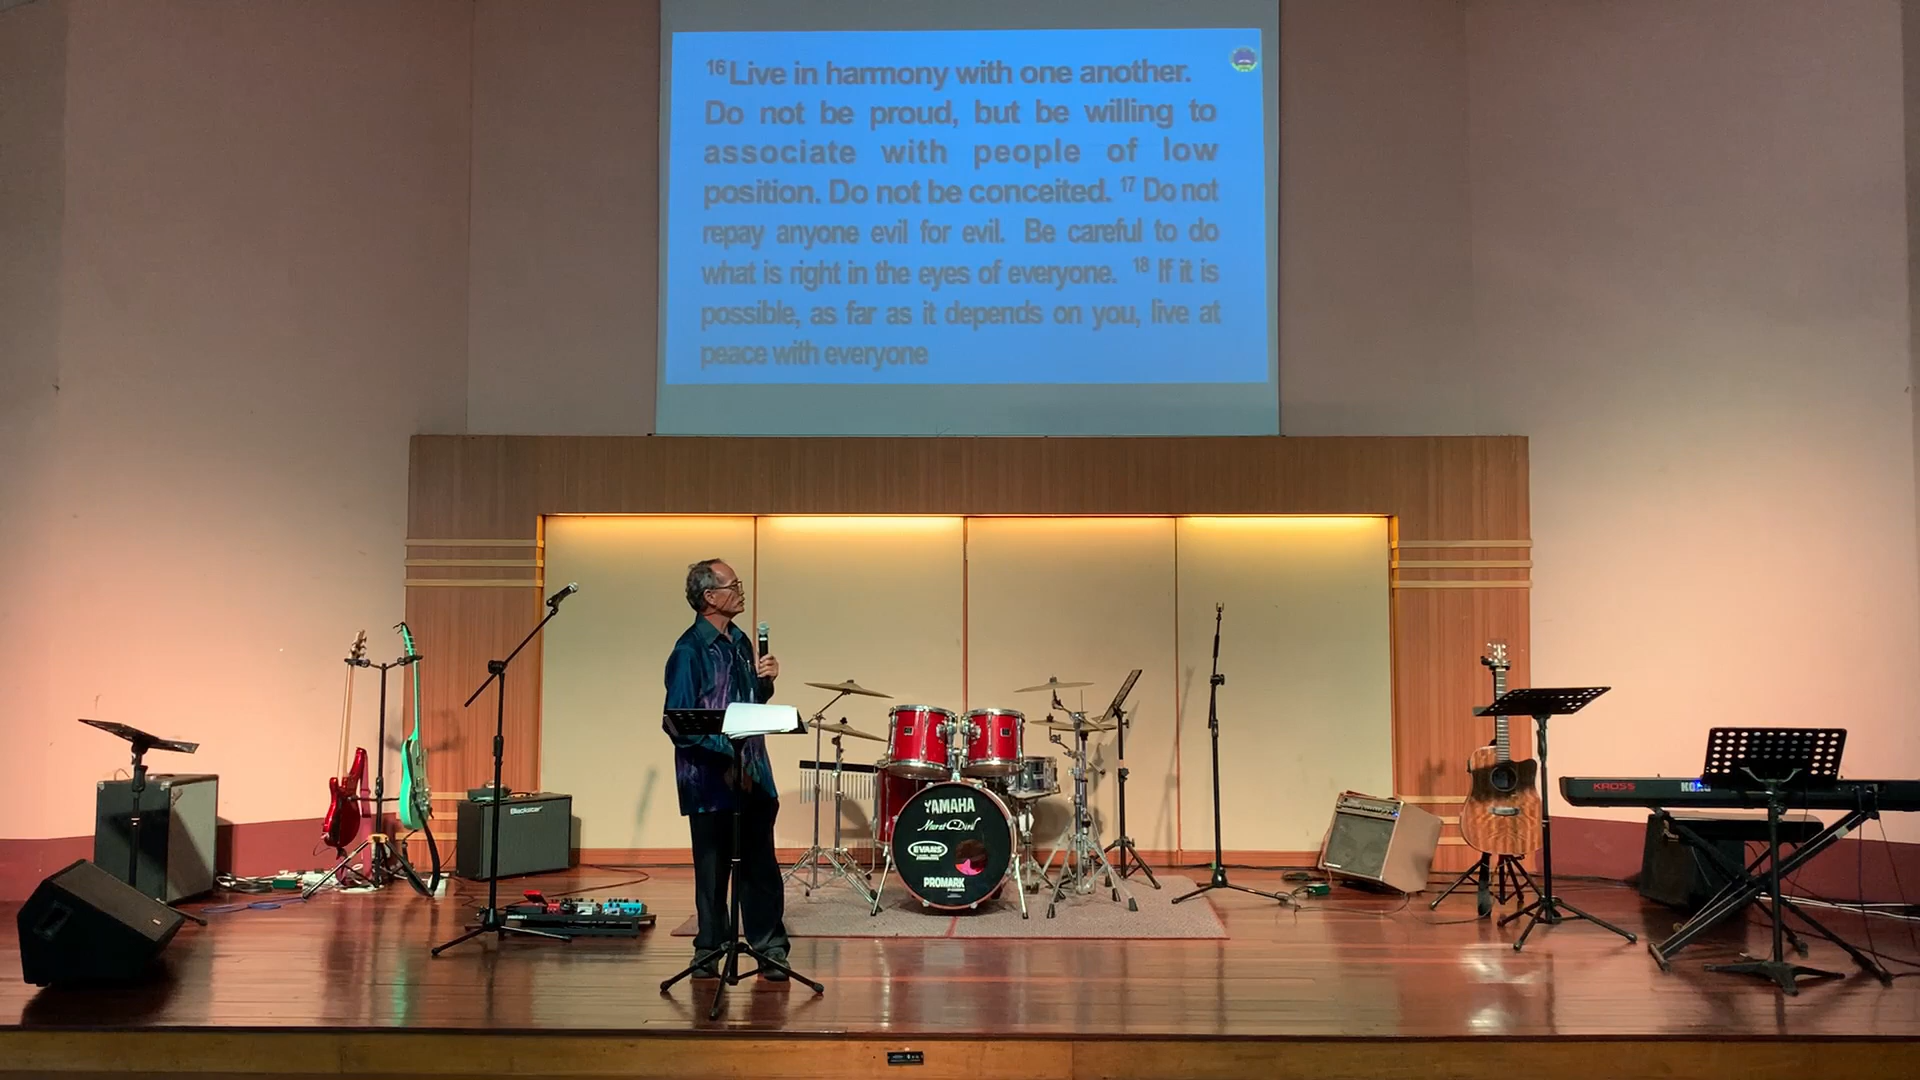 16 Live in harmony with one another.
Do not be proud, but be willing to
associate with people of low
position. Do not be conceited. 17 Do not
repay anyone evil for evil. Be careful to do
what is right in the eyes of everyone. 18 If it is
possible, as far as it depends on you, live at
peace with everyone
Blackstar
YAMAHA
EVANS
PROMARK
KROSS
KORG